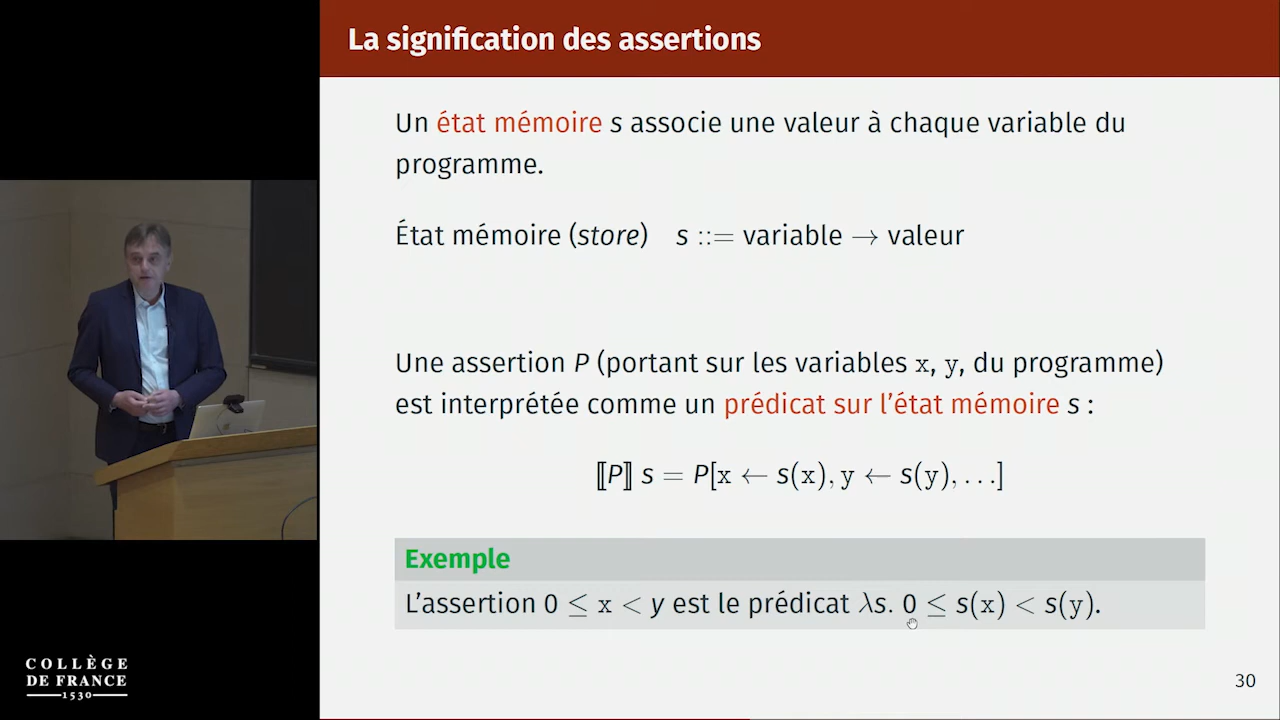 La signification des assertions
Un état mémoire s associe une valeur à chaque variable du
programme.
État mémoire (store) s ::= variable → valeur
Une assertion P (portant sur les variables x, y, du programme)
est interprétée comme un prédicat sur l'état mémoire s :
⟦P⟧ s = P[x ← s(x), y ← s(y), …]
Exemple
L'assertion 0 ≤ x < y est le prédicat λs. 0 ≤ s(x) < s(y).
COLLÈGE
DE FRANCE
1530
30